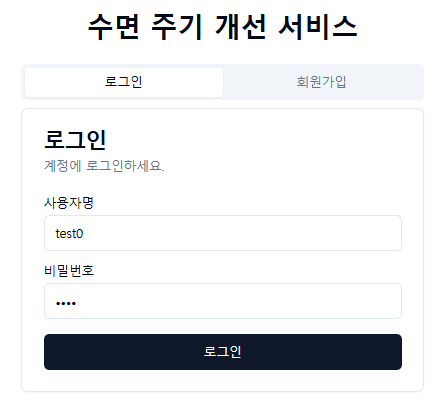 수면 주기 개선 서비스
로그인 회원가입
로그인
계정에 로그인하세요.
사용자명
test0
비밀번호
••••
로그인